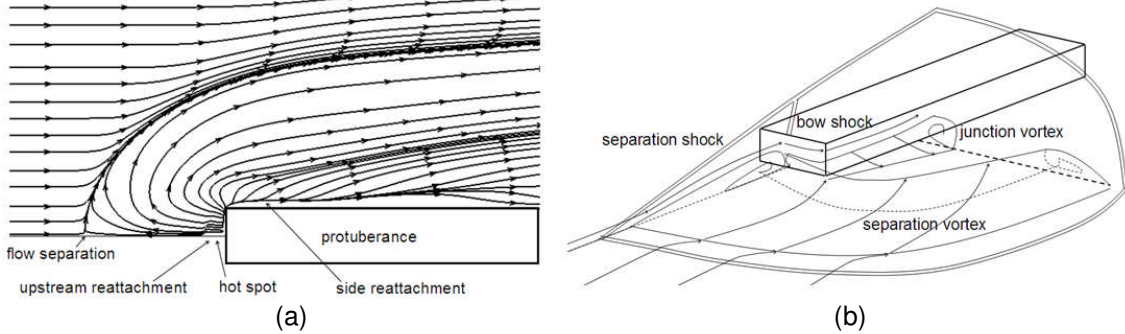 flow separation
protuberance
upstream reattachment
hot spot
side reattachment
(a)
separation shock
bow shock
junction vortex
separation vortex
(b)